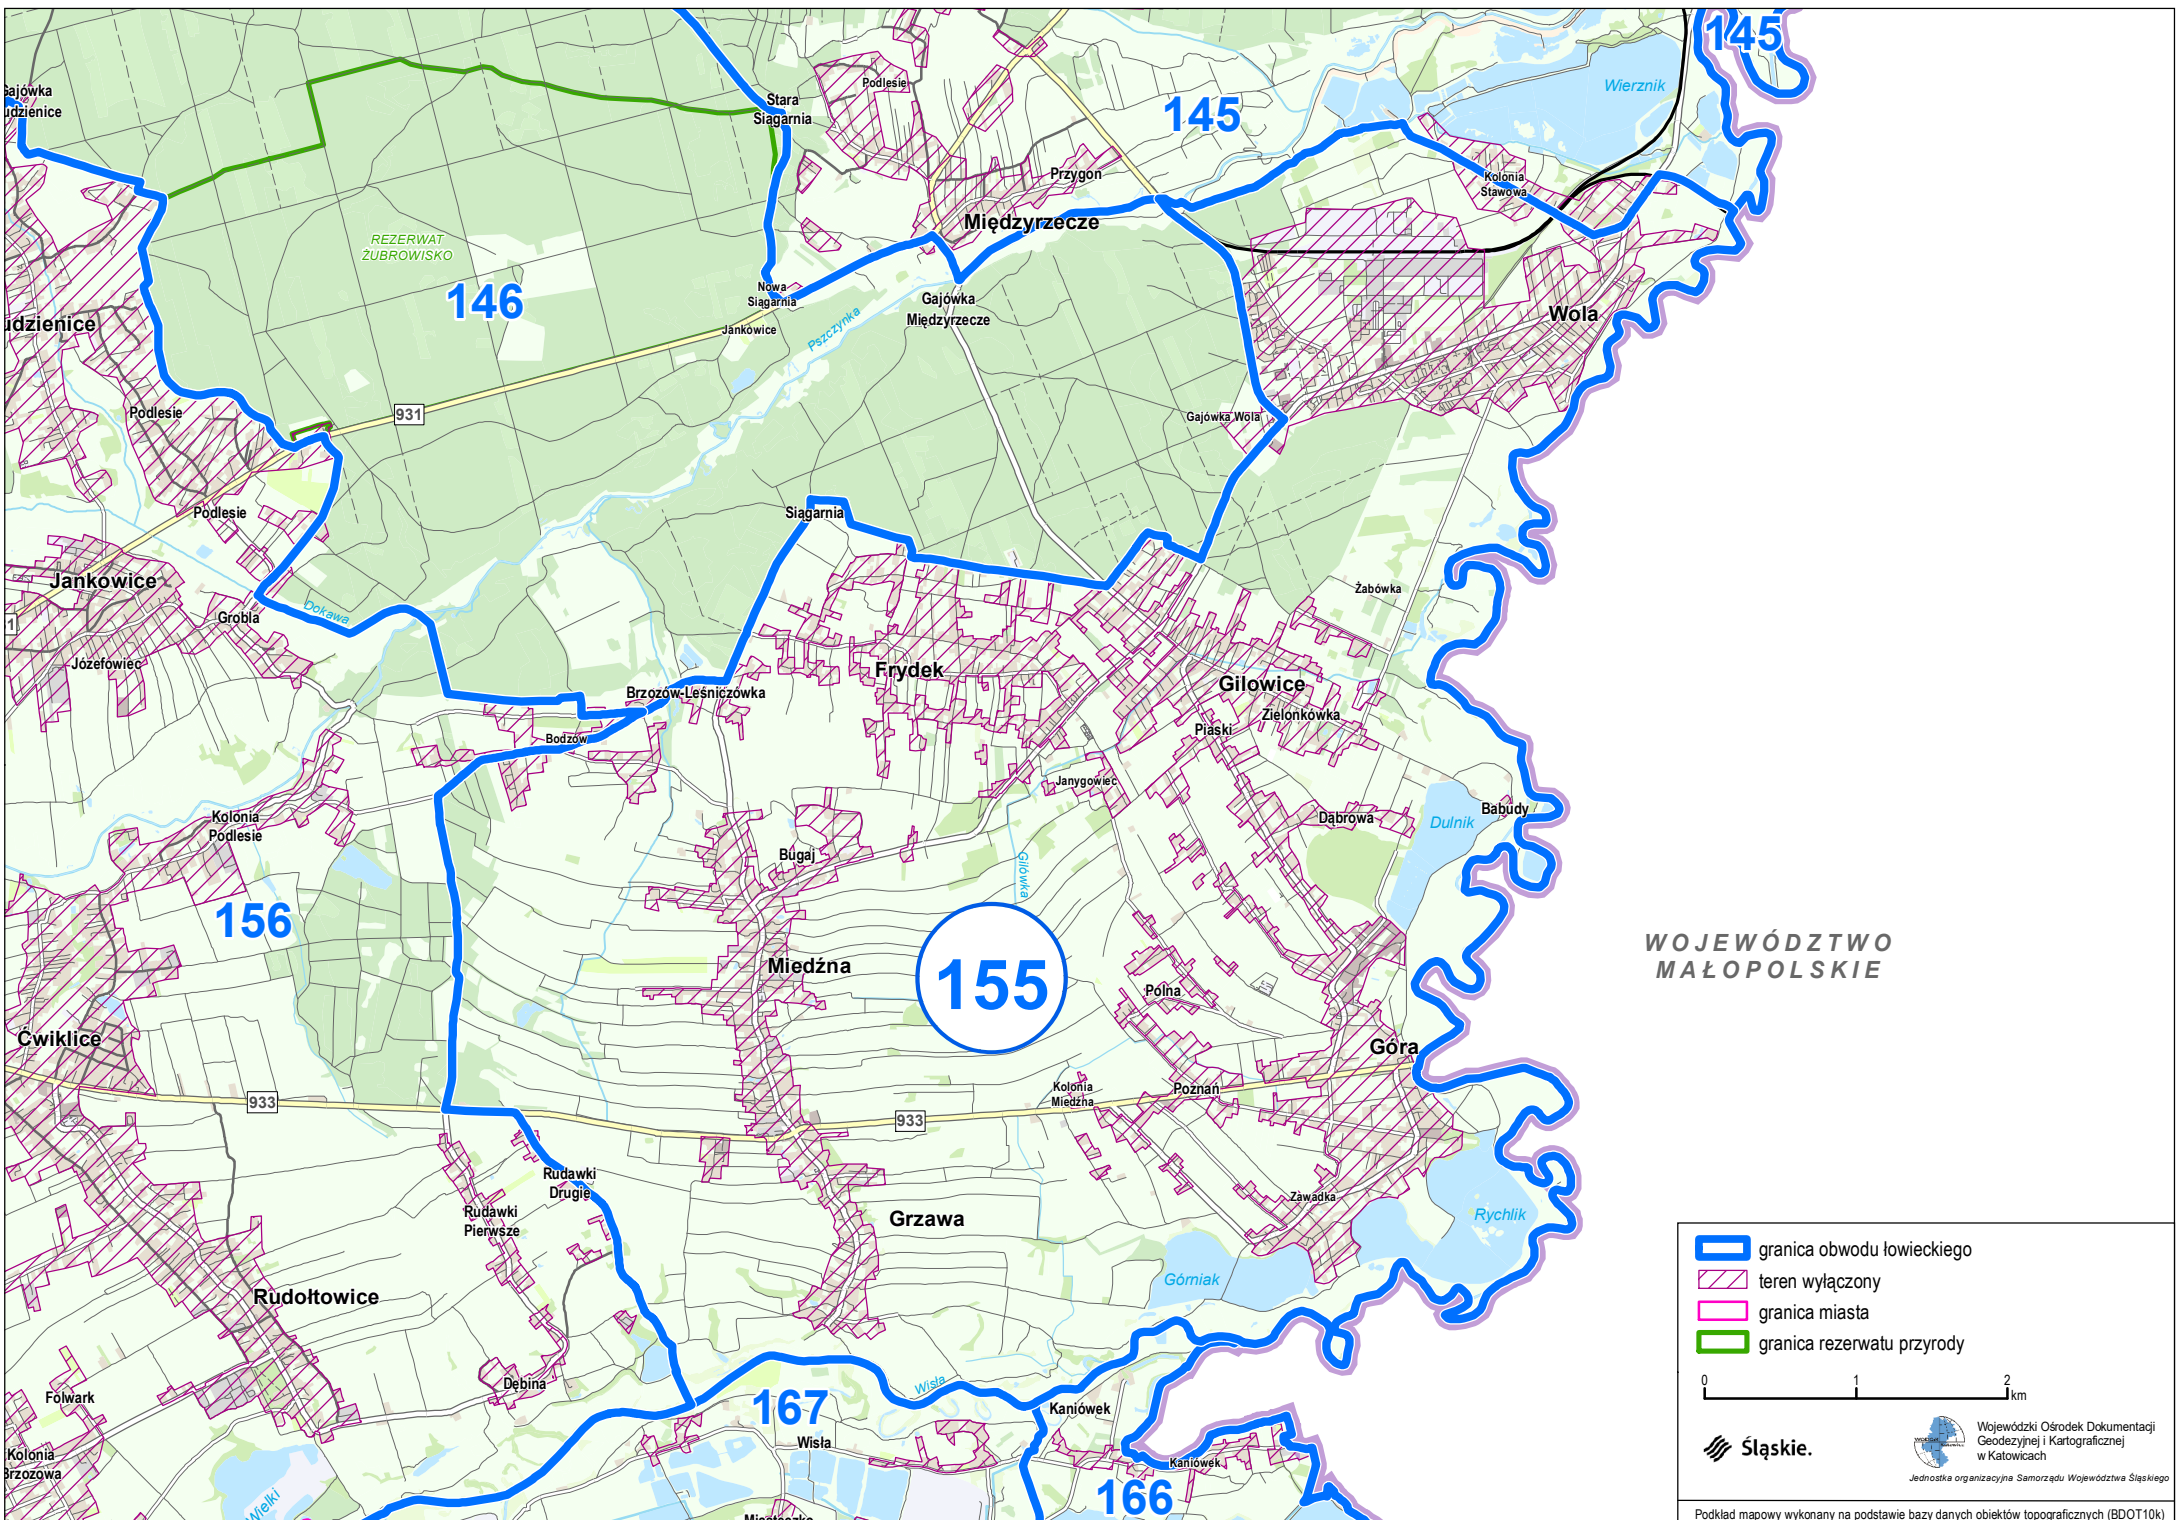 145
Wierznik
Podlesie
Stara
Siągarnia
145
Przygoń
Kolonia
Stawowa
Międzyrzecze
REZERWAT
ŻUBROWISKO
146
Nowa
Siągarnia
Jankowice
Pszczynka
Gajówka
Międzyrzecze
Wola
Podlesie
931
Gajówka Wola
Podlesie
Siągarnia
Jankowice
Dokawa
Grobla
Żabówka
Józefowiec
Frydek
Gilowice
Brzozów-Leśniczówka
Zielonkówka
Piaski
Bodzów
Janygowiec
Kolonia
Podlesie
Dąbrowa
Babudy
Dulnik
Bugaj
Gilówka
156
WOJEWÓDZTWO
MAŁOPOLSKIE
Miedźna
155
Polna
Ćwiklice
Góra
933
Kolonia
Miedźna
Poznań
933
Rudawki
Drugie
Zawadka
Rudawki
Pierwsze
Grzawa
Rychlik
Górniak
Rudołtowice
Dębina
Folwark
Wisła
167
Kaniówek
Wisła
Kaniówek
Kolonia
Brzozowa
Wielki
166
granica obwodu łowieckiego
teren wyłączony
granica miasta
granica rezerwatu przyrody
0 1 2
km
Śląskie.
Wojewódzki Ośrodek Dokumentacji
Geodezyjnej i Kartograficznej
w Katowicach
Jednostka organizacyjna Samorządu Województwa Śląskiego
Podkład mapowy wykonany na podstawie bazy danych obiektów topograficznych (BDOT10k)